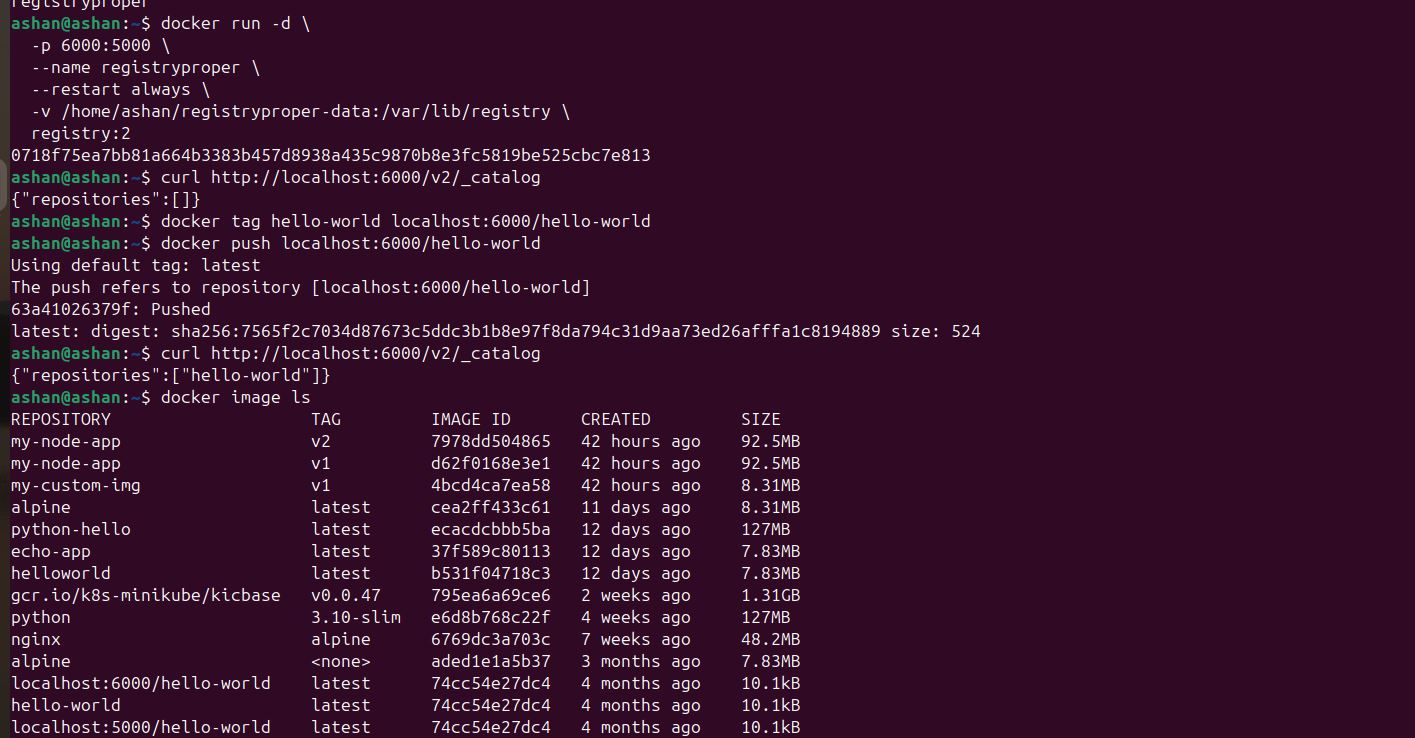 registryproper
ashan@ashan:~$ docker run -d \
  -p 6000:5000 \
  --name registryproper \
  --restart always \
  -v /home/ashan/registryproper-data:/var/lib/registry \
  registry:2
0718f75ea7bb81a664b3383b457d8938a435c9870b8e3fc5819be525cbc7e813
ashan@ashan:~$ curl http://localhost:6000/v2/_catalog
{"repositories":[]}
ashan@ashan:~$ docker tag hello-world localhost:6000/hello-world
ashan@ashan:~$ docker push localhost:6000/hello-world
Using default tag: latest
The push refers to repository [localhost:6000/hello-world]
63a41026379f: Pushed
latest: digest: sha256:7565f2c7034d87673c5ddc3b1b8e97f8da794c31d9aa73ed26afffa1c8194889 size: 524
ashan@ashan:~$ curl http://localhost:6000/v2/_catalog
{"repositories":["hello-world"]}
ashan@ashan:~$ docker image ls
REPOSITORY                    TAG         IMAGE ID       CREATED         SIZE
my-node-app                   v2          7978dd504865   42 hours ago    92.5MB
my-node-app                   v1          d62f0168e3e1   42 hours ago    92.5MB
my-custom-img                 v1          4bcd4ca7ea58   42 hours ago    8.31MB
alpine                        latest      cea2ff433c61   11 days ago     8.31MB
python-hello                  latest      ecacdcbbb5ba   12 days ago     127MB
echo-app                      latest      37f589c80113   12 days ago     7.83MB
helloworld                    latest      b531f04718c3   12 days ago     7.83MB
gcr.io/k8s-minikube/kicbase   v0.0.47     795ea6a69ce6   2 weeks ago     1.31GB
python                        3.10-slim   e6d8b768c22f   4 weeks ago     127MB
nginx                         alpine      6769dc3a703c   7 weeks ago     48.2MB
alpine                        <none>      aded1e1a5b37   3 months ago    7.83MB
localhost:6000/hello-world    latest      74cc54e27dc4   4 months ago    10.1kB
hello-world                   latest      74cc54e27dc4   4 months ago    10.1kB
localhost:5000/hello-world    latest      74cc54e27dc4   4 months ago    10.1kB